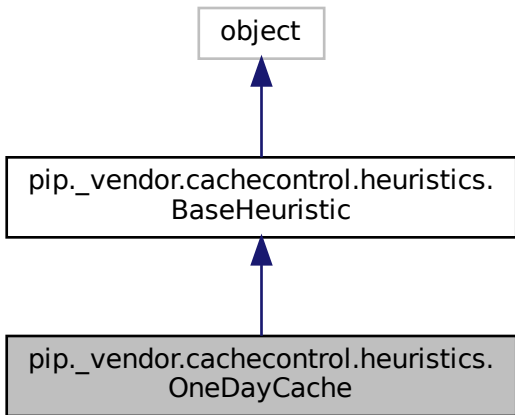 object
pip._vendor.cachecontrol.heuristics.
BaseHeuristic
pip._vendor.cachecontrol.heuristics.
OneDayCache